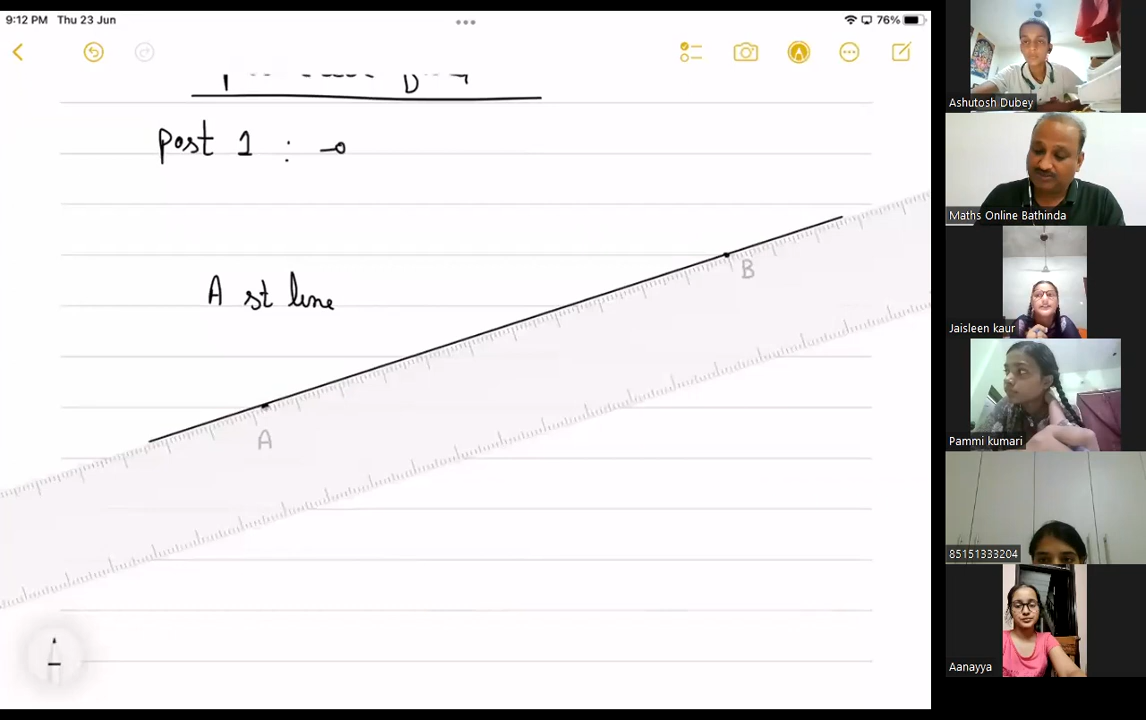 9:12 PM Thu 23 Jun
76%
Post 1 : 
A st line
A
B
Ashutosh Dubey
Maths Online Bathinda
Jaisleen kaur
Pammi kumari
85151333204
Aanayya